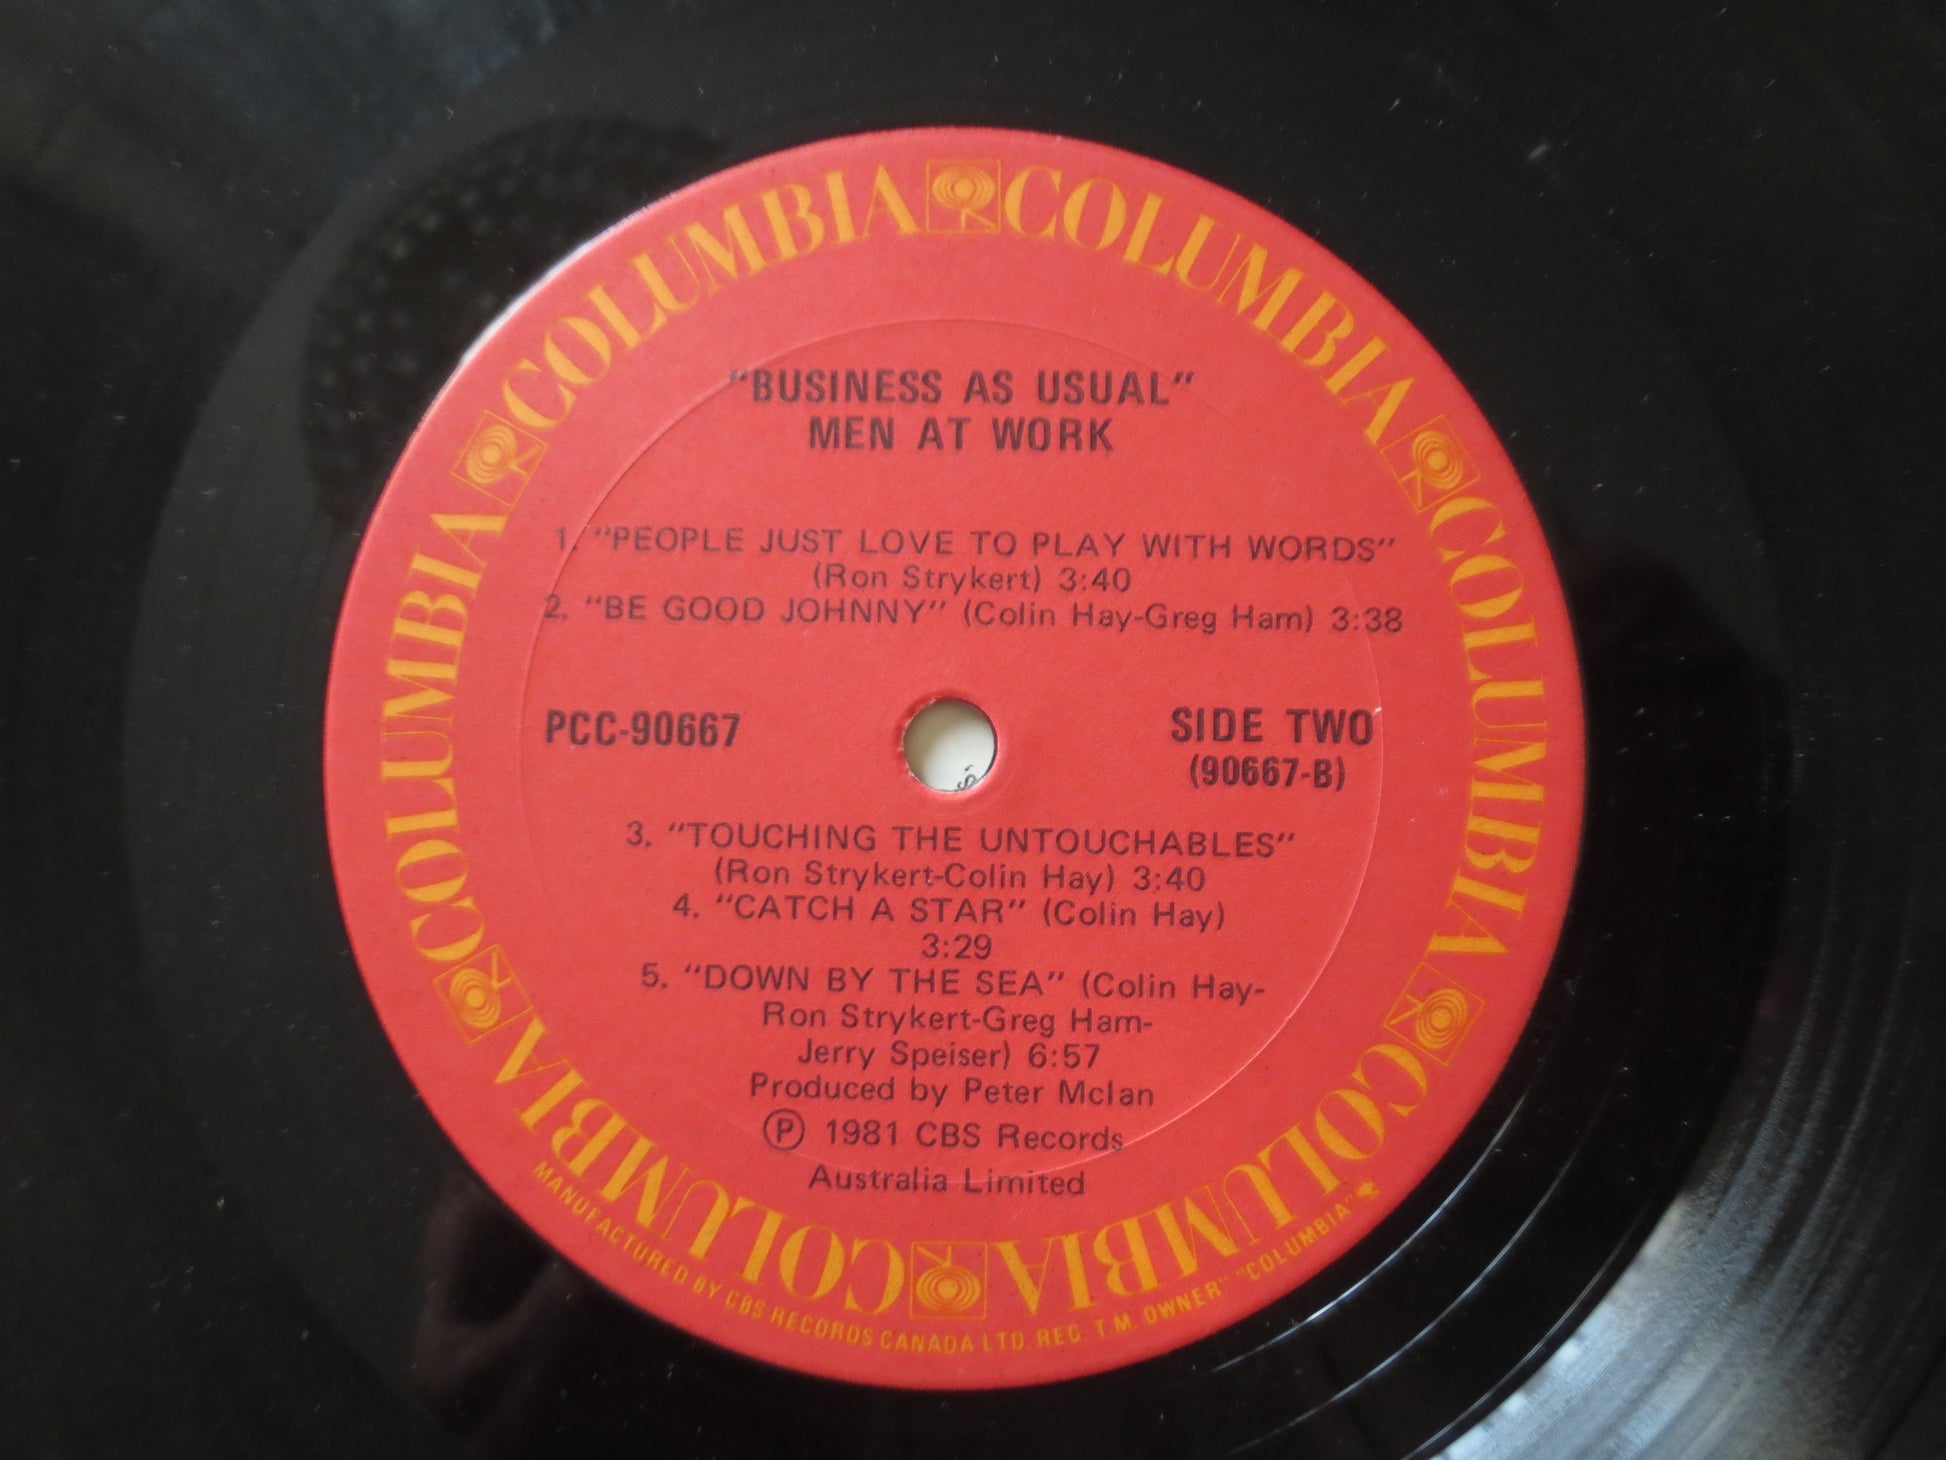 COLUMBIA COLUMBIA COLUMBIA COLUMBIA COLUMBIA COLUMBIA
"BUSINESS AS USUAL"
MEN AT WORK
1. "PEOPLE JUST LOVE TO PLAY WITH WORDS"
(Ron Strykert) 3:40
2. "BE GOOD JOHNNY" (Colin Hay-Greg Ham) 3:38
PCC-90667
SIDE TWO
(90667-B)
3. "TOUCHING THE UNTOUCHABLES"
(Ron Strykert-Colin Hay) 3:40
4. "CATCH A STAR" (Colin Hay)
3:29
5. "DOWN BY THE SEA" (Colin Hay-
Ron Strykert-Greg Ham-
Jerry Speiser) 6:57
Produced by Peter McIan
Ⓟ 1981 CBS Records
Australia Limited
MANUFACTURED BY CBS RECORDS CANADA LTD. REG. T.M. OWNER" "COLUMBIA"